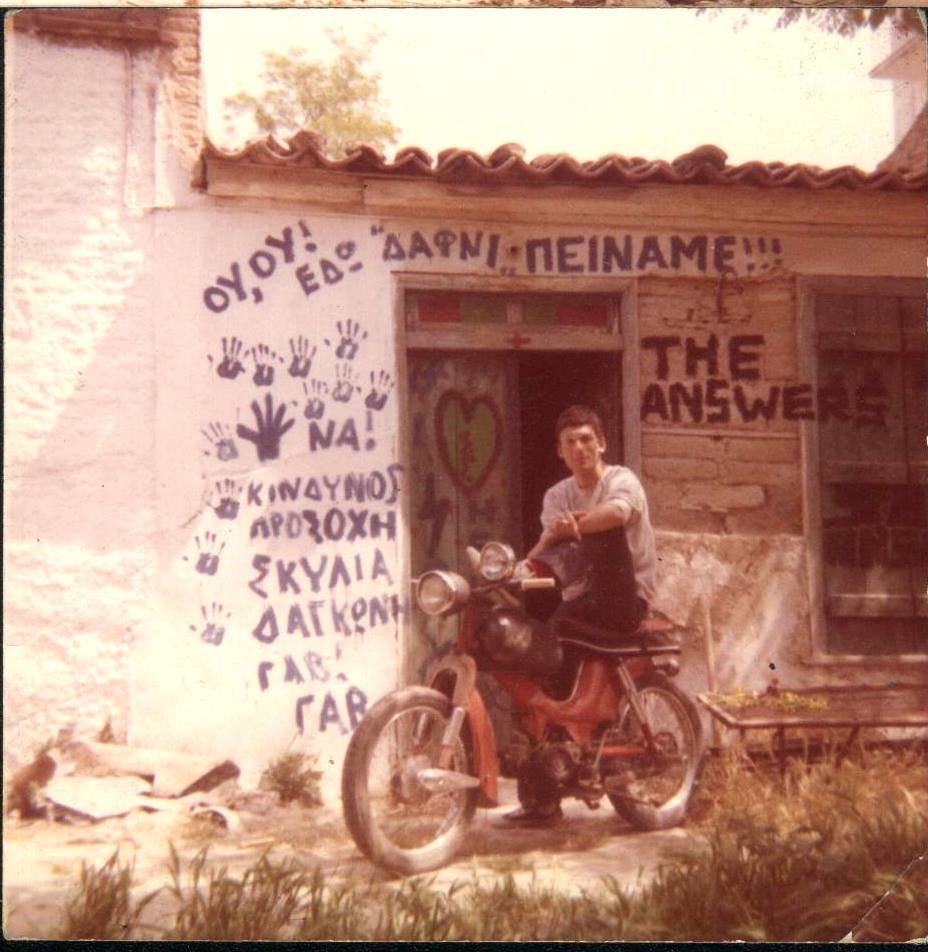 ΟΥ, ΟΥ!
ΕΔΩ "ΔΑΦΝΙ„ ΠΕΙΝΑΜΕ!!!
THE
ANSWERS
ΝΑ!
ΚΙΝΔΥΝΟΣ
ΠΡΟΣΟΧΗ
ΣΚΥΛΙΑ
ΔΑΓΚΩΝΗ
ΓΑΒ!
ΓΑΒ